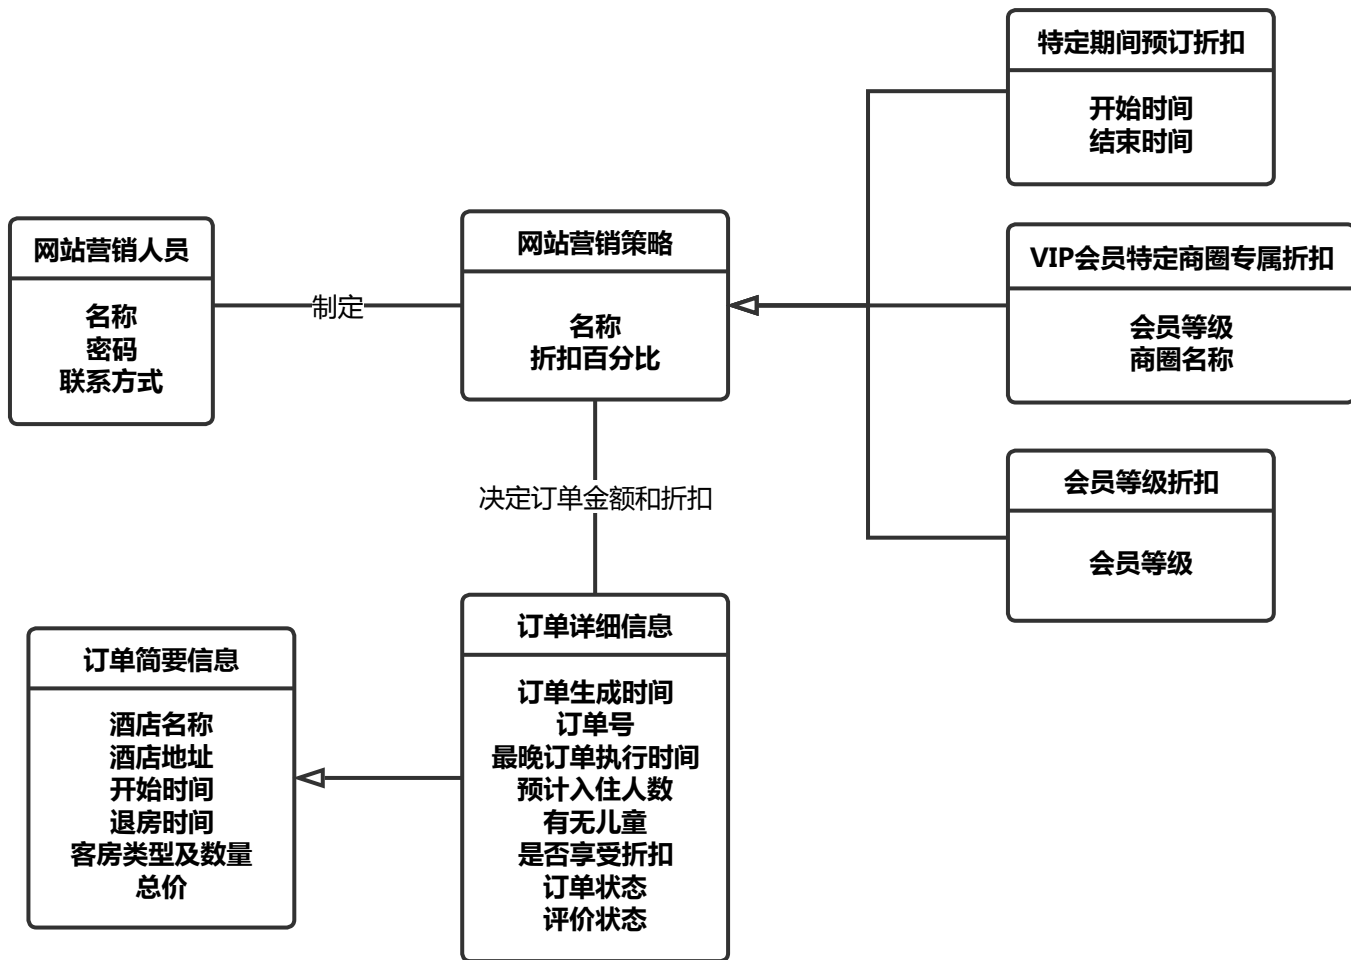 特定期间预订折扣
开始时间
结束时间
网站营销人员
名称
密码
联系方式
制定
网站营销策略
名称
折扣百分比
VIP会员特定商圈专属折扣
会员等级
商圈名称
决定订单金额和折扣
会员等级折扣
会员等级
订单简要信息
酒店名称
酒店地址
开始时间
退房时间
客房类型及数量
总价
订单详细信息
订单生成时间
订单号
最晚订单执行时间
预计入住人数
有无儿童
是否享受折扣
订单状态
评价状态